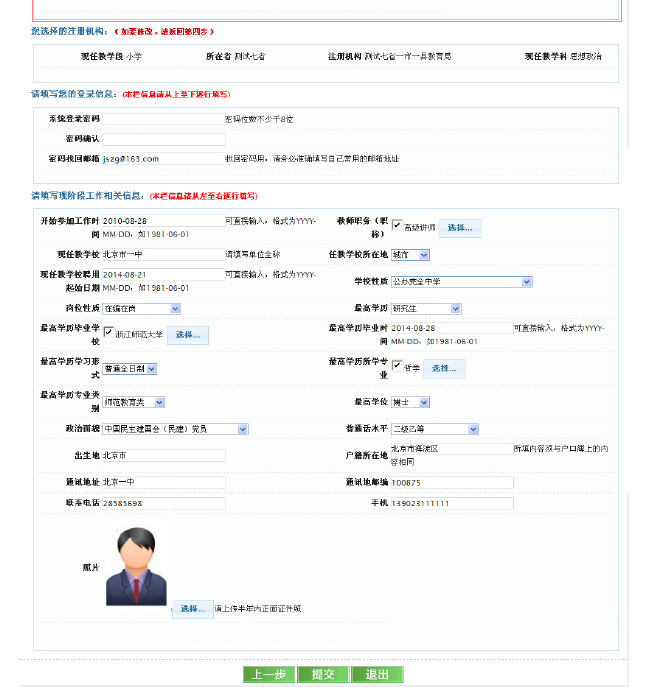 您选择的注册机构:（如要修改，请返回第四步）
现任教学段 小学 所在省 测试七省 注册机构 测试七省一市一县教育局 现任教学科 思想政治
请填写您的登录信息:(本栏信息请从上至下逐行填写)
系统登录密码 密码位数不少于8位
密码确认
密码找回邮箱 jszg@163.com 找回密码用，请务必准确填写自己常用的邮箱地址
请填写现阶段工作相关信息:(本栏信息请从左至右逐行填写)
开始参加工作时间 2010-08-28 可直接输入，格式为YYYY-MM-DD，如1981-06-01 教师职务（职称） 高级讲师 选择...
现任教学校 北京市一中 请填写单位全称 任教学校所在地 城市
现任教学校聘用起始日期 2014-08-21 可直接输入，格式为YYYY-MM-DD，如1981-06-01 学校性质 公办完全中学
岗位性质 在编在岗 最高学历 研究生
最高学历毕业学校 浙江师范大学 选择... 最高学历毕业时间 2014-08-28 可直接输入，格式为YYYY-MM-DD，如1981-06-01
最高学历学习形式 普通全日制 最高学历所学专业 哲学 选择...
最高学历专业类别 师范教育类 最高学位 博士
政治面貌 中国民主建国会（民建）党员 普通话水平 二级乙等
出生地 北京市 户籍所在地 北京市海淀区 所填内容须与户口簿上的内容相同
通讯地址 北京一中 通讯地邮编 100875
联系电话 28585698 手机 139023111111
照片 选择... 请上传半年内正面证件照
上一步 提交 退出